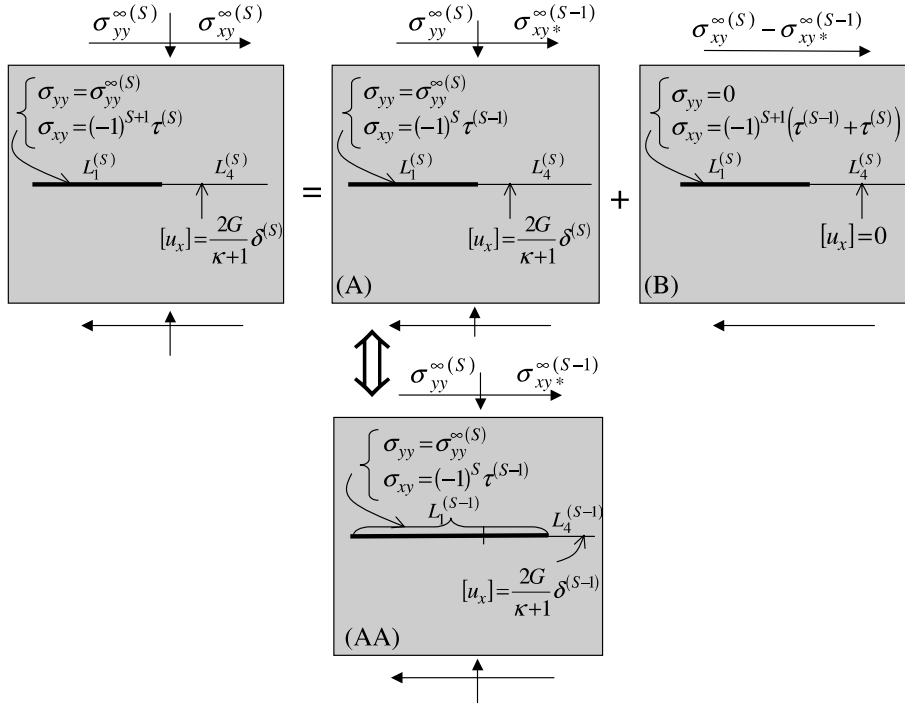 σ_yy^∞(S) σ_xy^∞(S)
σ_yy = σ_yy^∞(S)
σ_xy = (−1)^{S+1} τ^(S)
L_1^(S) L_4^(S)
[u_x] = 2G/(κ+1) δ^(S)
=
σ_yy^∞(S) σ_xy*^∞(S−1)
σ_yy = σ_yy^∞(S)
σ_xy = (−1)^S τ^(S−1)
L_1^(S) L_4^(S)
[u_x] = 2G/(κ+1) δ^(S)
(A)
+
σ_xy^∞(S) − σ_xy*^∞(S−1)
σ_yy = 0
σ_xy = (−1)^{S+1} (τ^(S−1) + τ^(S))
L_1^(S) L_4^(S)
[u_x] = 0
(B)
σ_yy^∞(S) σ_xy*^∞(S−1)
σ_yy = σ_yy^∞(S)
σ_xy = (−1)^S τ^(S−1)
L_1^(S−1) L_4^(S−1)
[u_x] = 2G/(κ+1) δ^(S−1)
(AA)